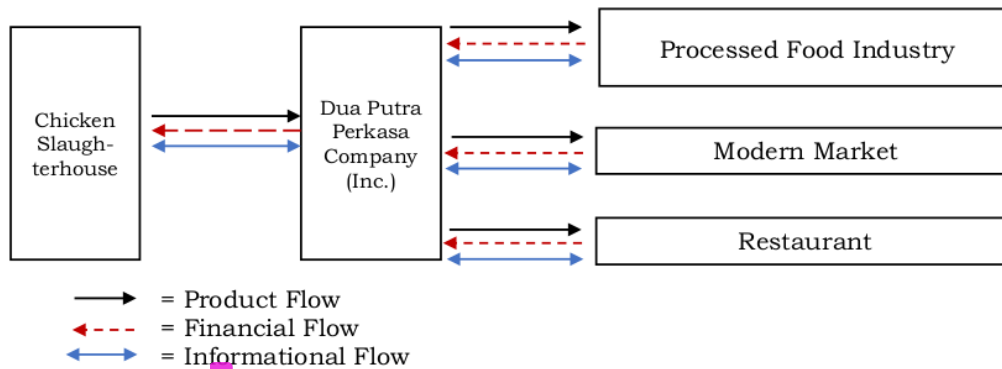 Chicken
Slaugh-
terhouse
Dua Putra
Perkasa
Company
(Inc.)
Processed Food Industry
Modern Market
Restaurant
= Product Flow
= Financial Flow
= Informational Flow